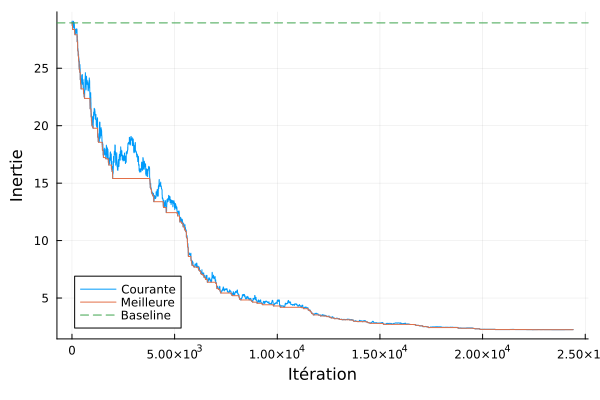 Inertie
25
20
15
10
5
Courante
Meilleure
Baseline
0
5.00×10³
1.00×10⁴
1.50×10⁴
2.00×10⁴
2.50×1
Itération